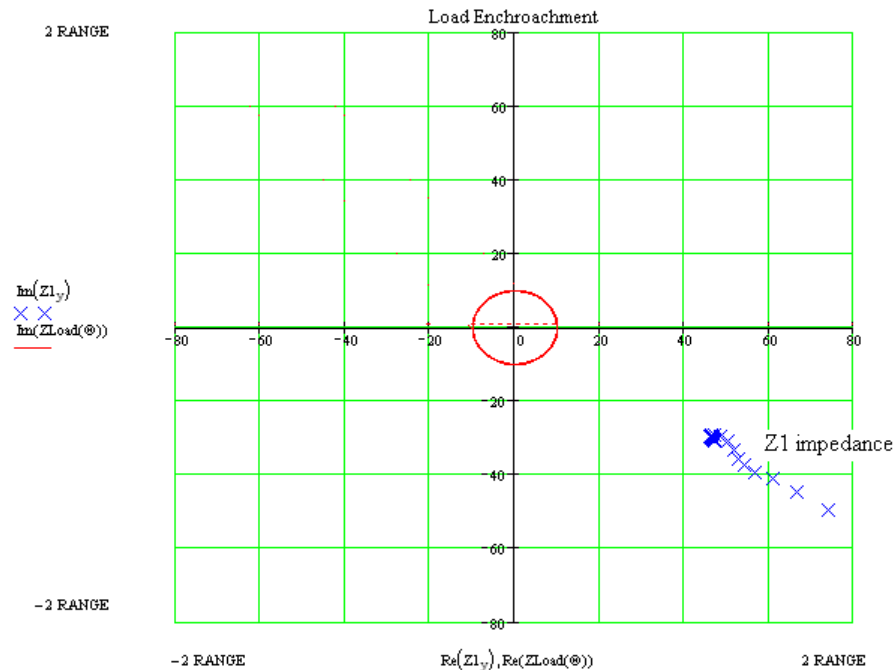 Load Enchroachment
2 RANGE
80
60
40
20
Im(Z1y)
Im(ZLoad(Θ))
-80 -60 -40 -20 0 20 40 60 80
-20
Z1 impedance
-40
-60
-80
-2 RANGE
-2 RANGE Re(Z1y),Re(ZLoad(Θ)) 2 RANGE